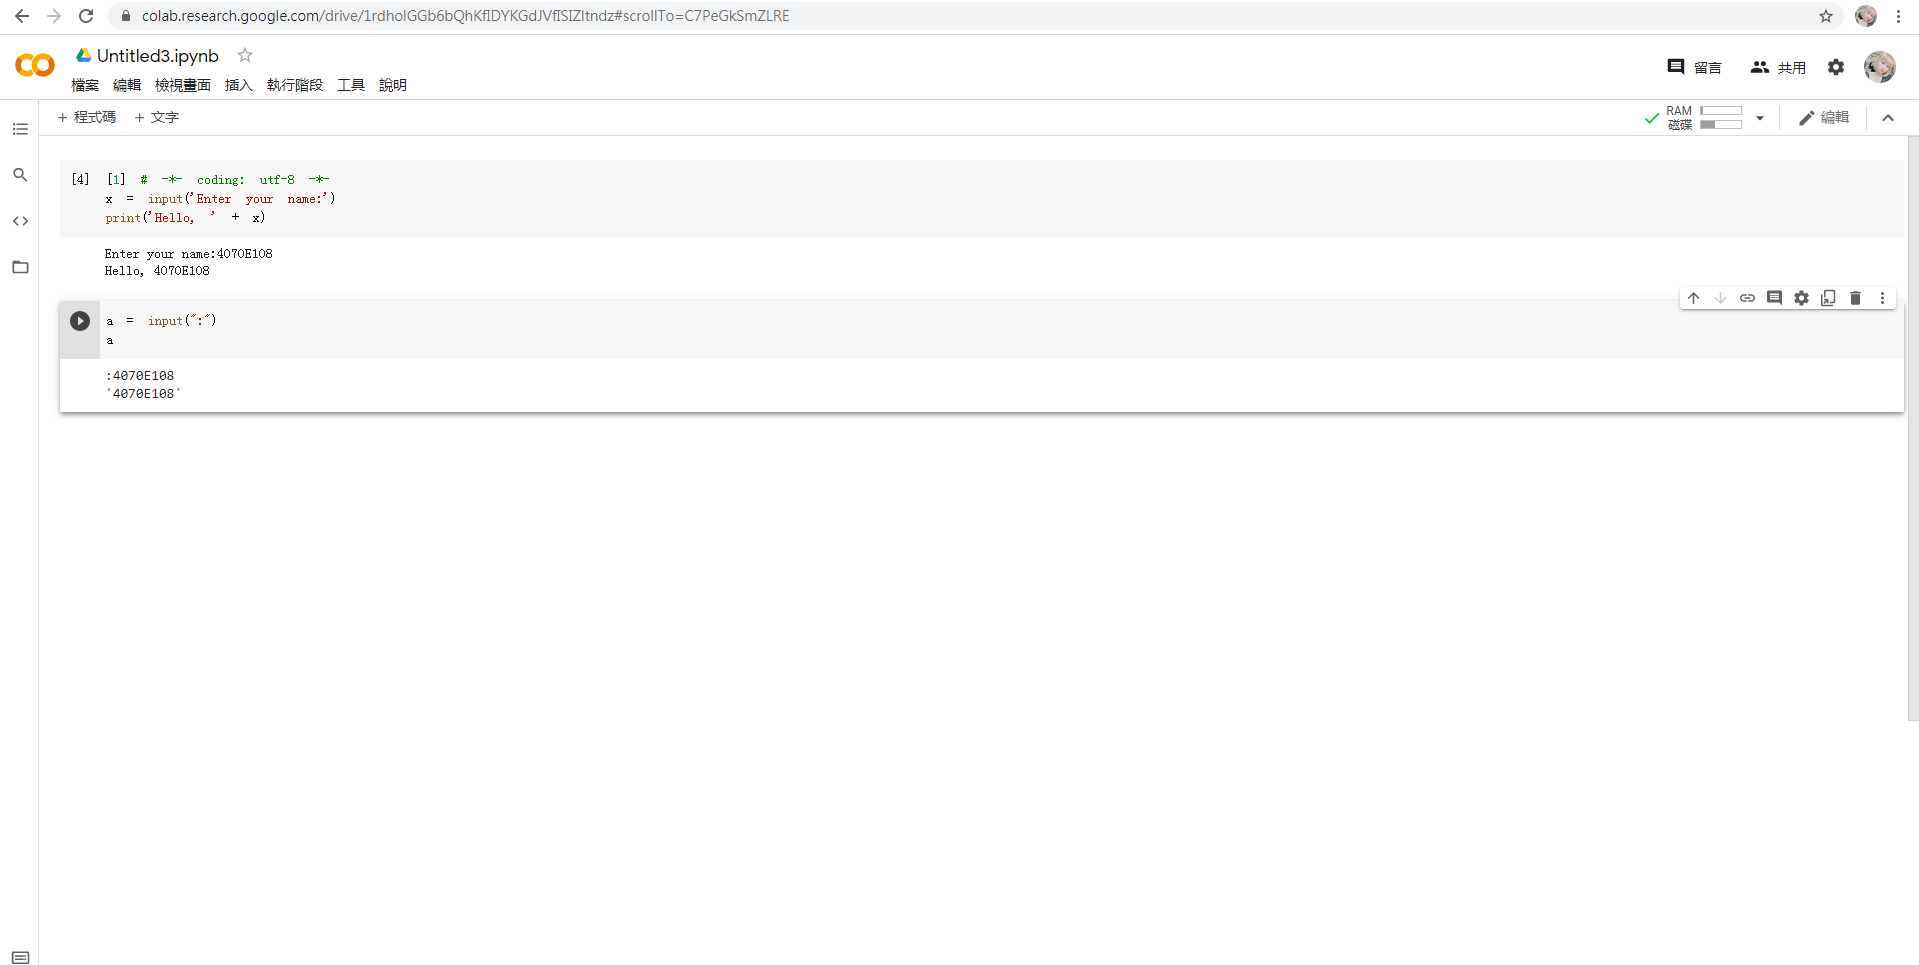 colab.research.google.com/drive/1rdholGGb6bQhKfIDYKGdJVfISIZItndz#scrollTo=C7PeGkSmZLRE
Untitled3.ipynb
檔案 編輯 檢視畫面 插入 執行階段 工具 說明
留言 共用
+ 程式碼 + 文字
RAM
磁碟
編輯
[4] [1] # -*- coding: utf-8 -*-
x = input('Enter your name:')
print('Hello, ' + x)
Enter your name:4070E108
Hello, 4070E108
a = input(":")
a
:4070E108
'4070E108'